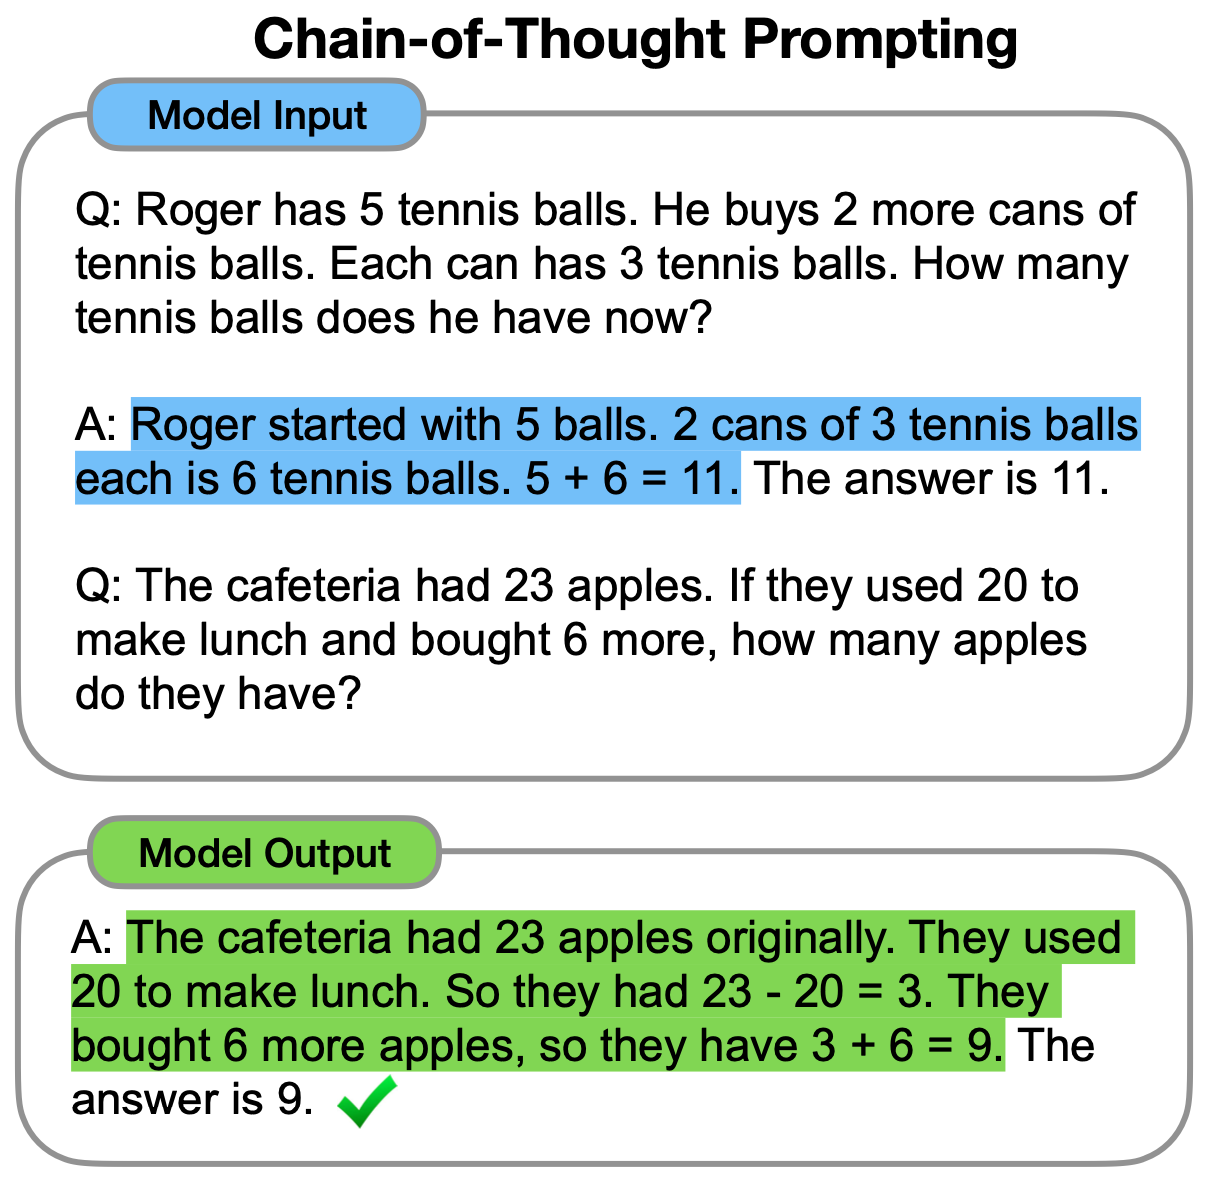 Chain-of-Thought Prompting
Model Input
Q: Roger has 5 tennis balls. He buys 2 more cans of
tennis balls. Each can has 3 tennis balls. How many
tennis balls does he have now?
A: Roger started with 5 balls. 2 cans of 3 tennis balls
each is 6 tennis balls. 5 + 6 = 11. The answer is 11.
Q: The cafeteria had 23 apples. If they used 20 to
make lunch and bought 6 more, how many apples
do they have?
Model Output
A: The cafeteria had 23 apples originally. They used
20 to make lunch. So they had 23 - 20 = 3. They
bought 6 more apples, so they have 3 + 6 = 9. The
answer is 9.